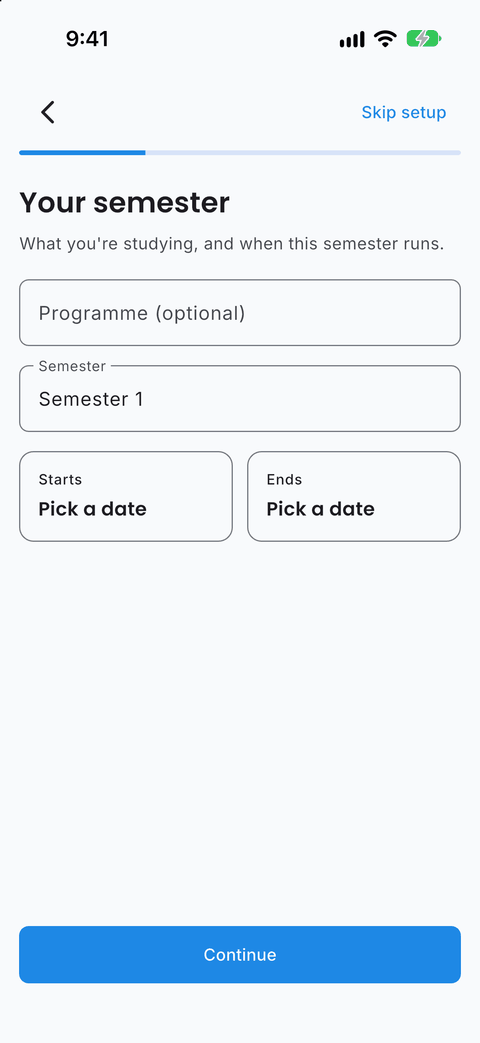 9:41
Skip setup
Your semester
What you're studying, and when this semester runs.
Programme (optional)
Semester
Semester 1
Starts
Pick a date
Ends
Pick a date
Continue